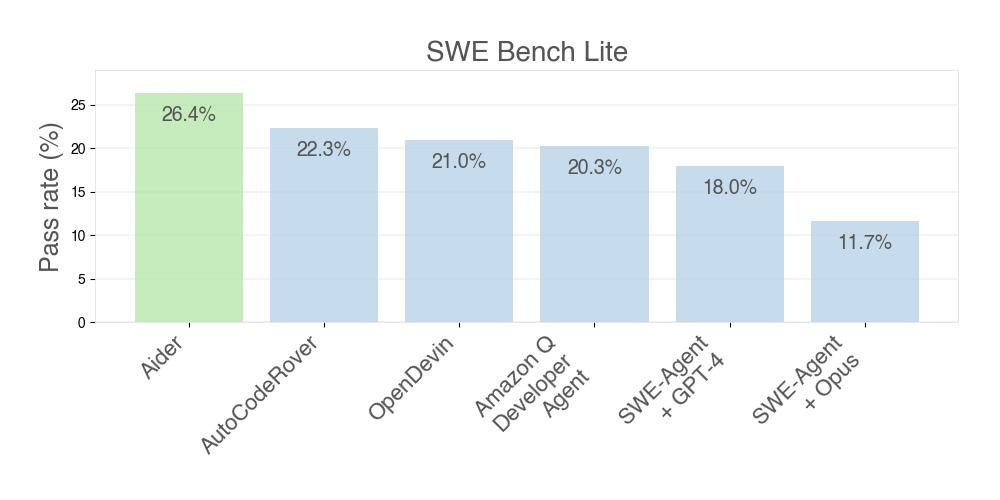 SWE Bench Lite
Pass rate (%)
25
20
15
10
5
0
26.4%
22.3%
21.0%
20.3%
18.0%
11.7%
Aider
AutoCodeRover
OpenDevin
Amazon Q
Developer
Agent
SWE-Agent
+ GPT-4
SWE-Agent
+ Opus